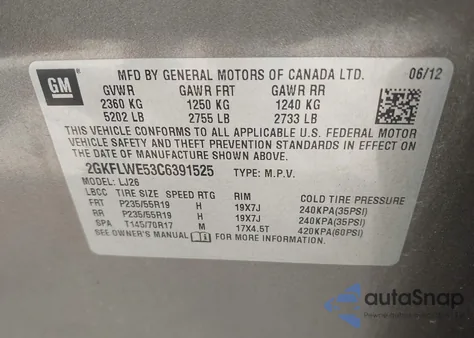 GM
MFD BY GENERAL MOTORS OF CANADA LTD. 06/12
GVWR GAWR FRT GAWR RR
2360 KG 1250 KG 1240 KG
5202 LB 2755 LB 2733 LB
THIS VEHICLE CONFORMS TO ALL APPLICABLE U.S. FEDERAL MOTOR
VEHICLE SAFETY AND THEFT PREVENTION STANDARDS IN EFFECT ON
THE DATE OF MANUFACTURE SHOWN ABOVE.
2GKFLWE53C6391525 TYPE: M.P.V.
MODEL: LJ26
LBCC TIRE SIZE SPEED RTG RIM COLD TIRE PRESSURE
FRT P235/55R19 H 19X7J 240KPA(35PSI)
RR P235/55R19 H 19X7J 240KPA(35PSI)
SPA T145/70R17 M 17X4.5T 420KPA(60PSI)
SEE OWNER'S MANUAL FOR MORE INFORMATION.
autoSnap